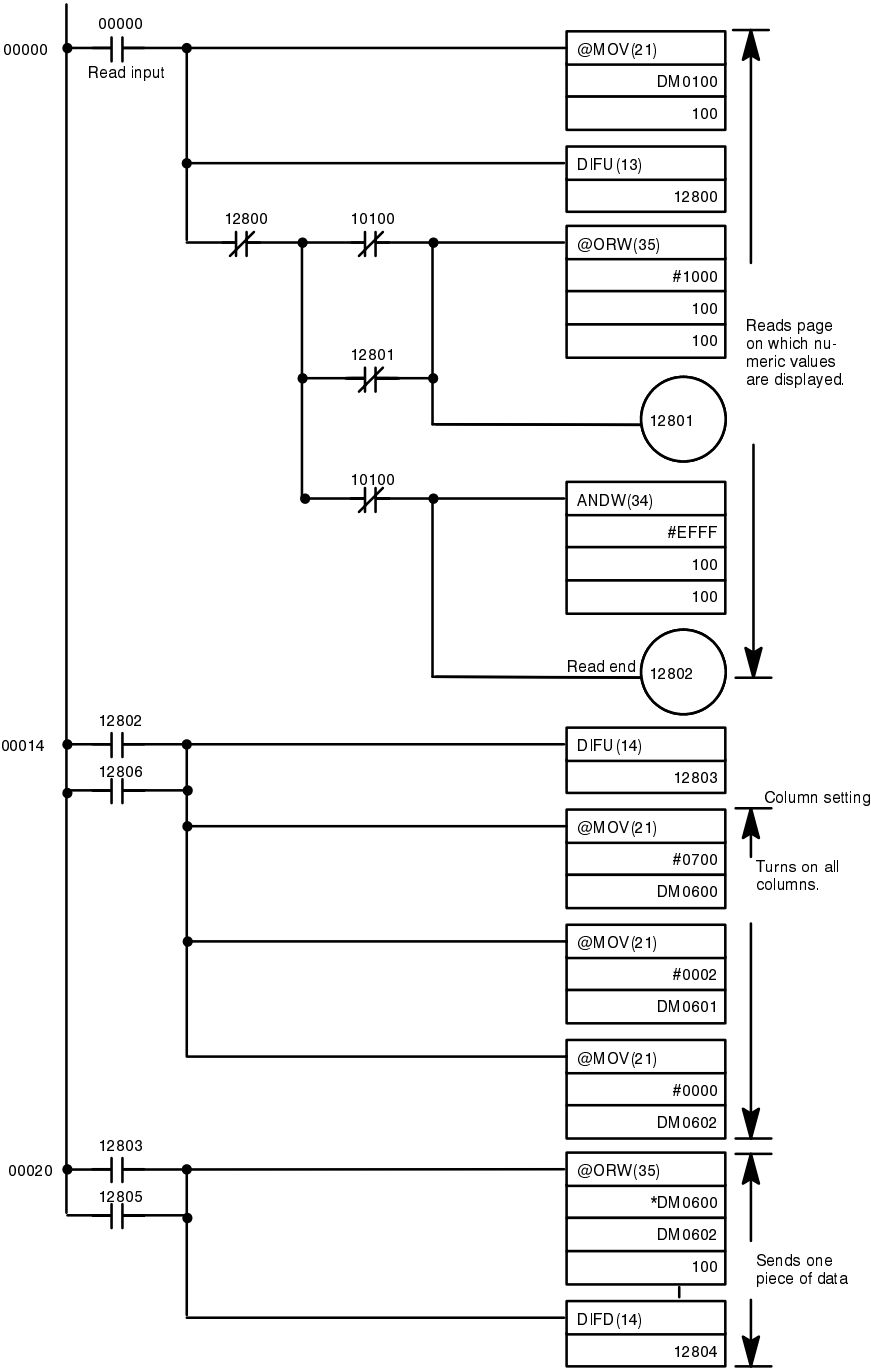 00000
00000
Read input
@MOV(21)
DM0100
100
DIFU(13)
12800
12800
10100
@ORW(35)
#1000
100
100
Reads page
on which nu-
meric values
are displayed.
12801
12801
10100
ANDW(34)
#EFFF
100
100
Read end
12802
00014
12802
12806
DIFU(14)
12803
Column setting
@MOV(21)
#0700
DM0600
Turns on all
columns.
@MOV(21)
#0002
DM0601
@MOV(21)
#0000
DM0602
00020
12803
12805
@ORW(35)
*DM0600
DM0602
100
Sends one
piece of data
DIFD(14)
12804